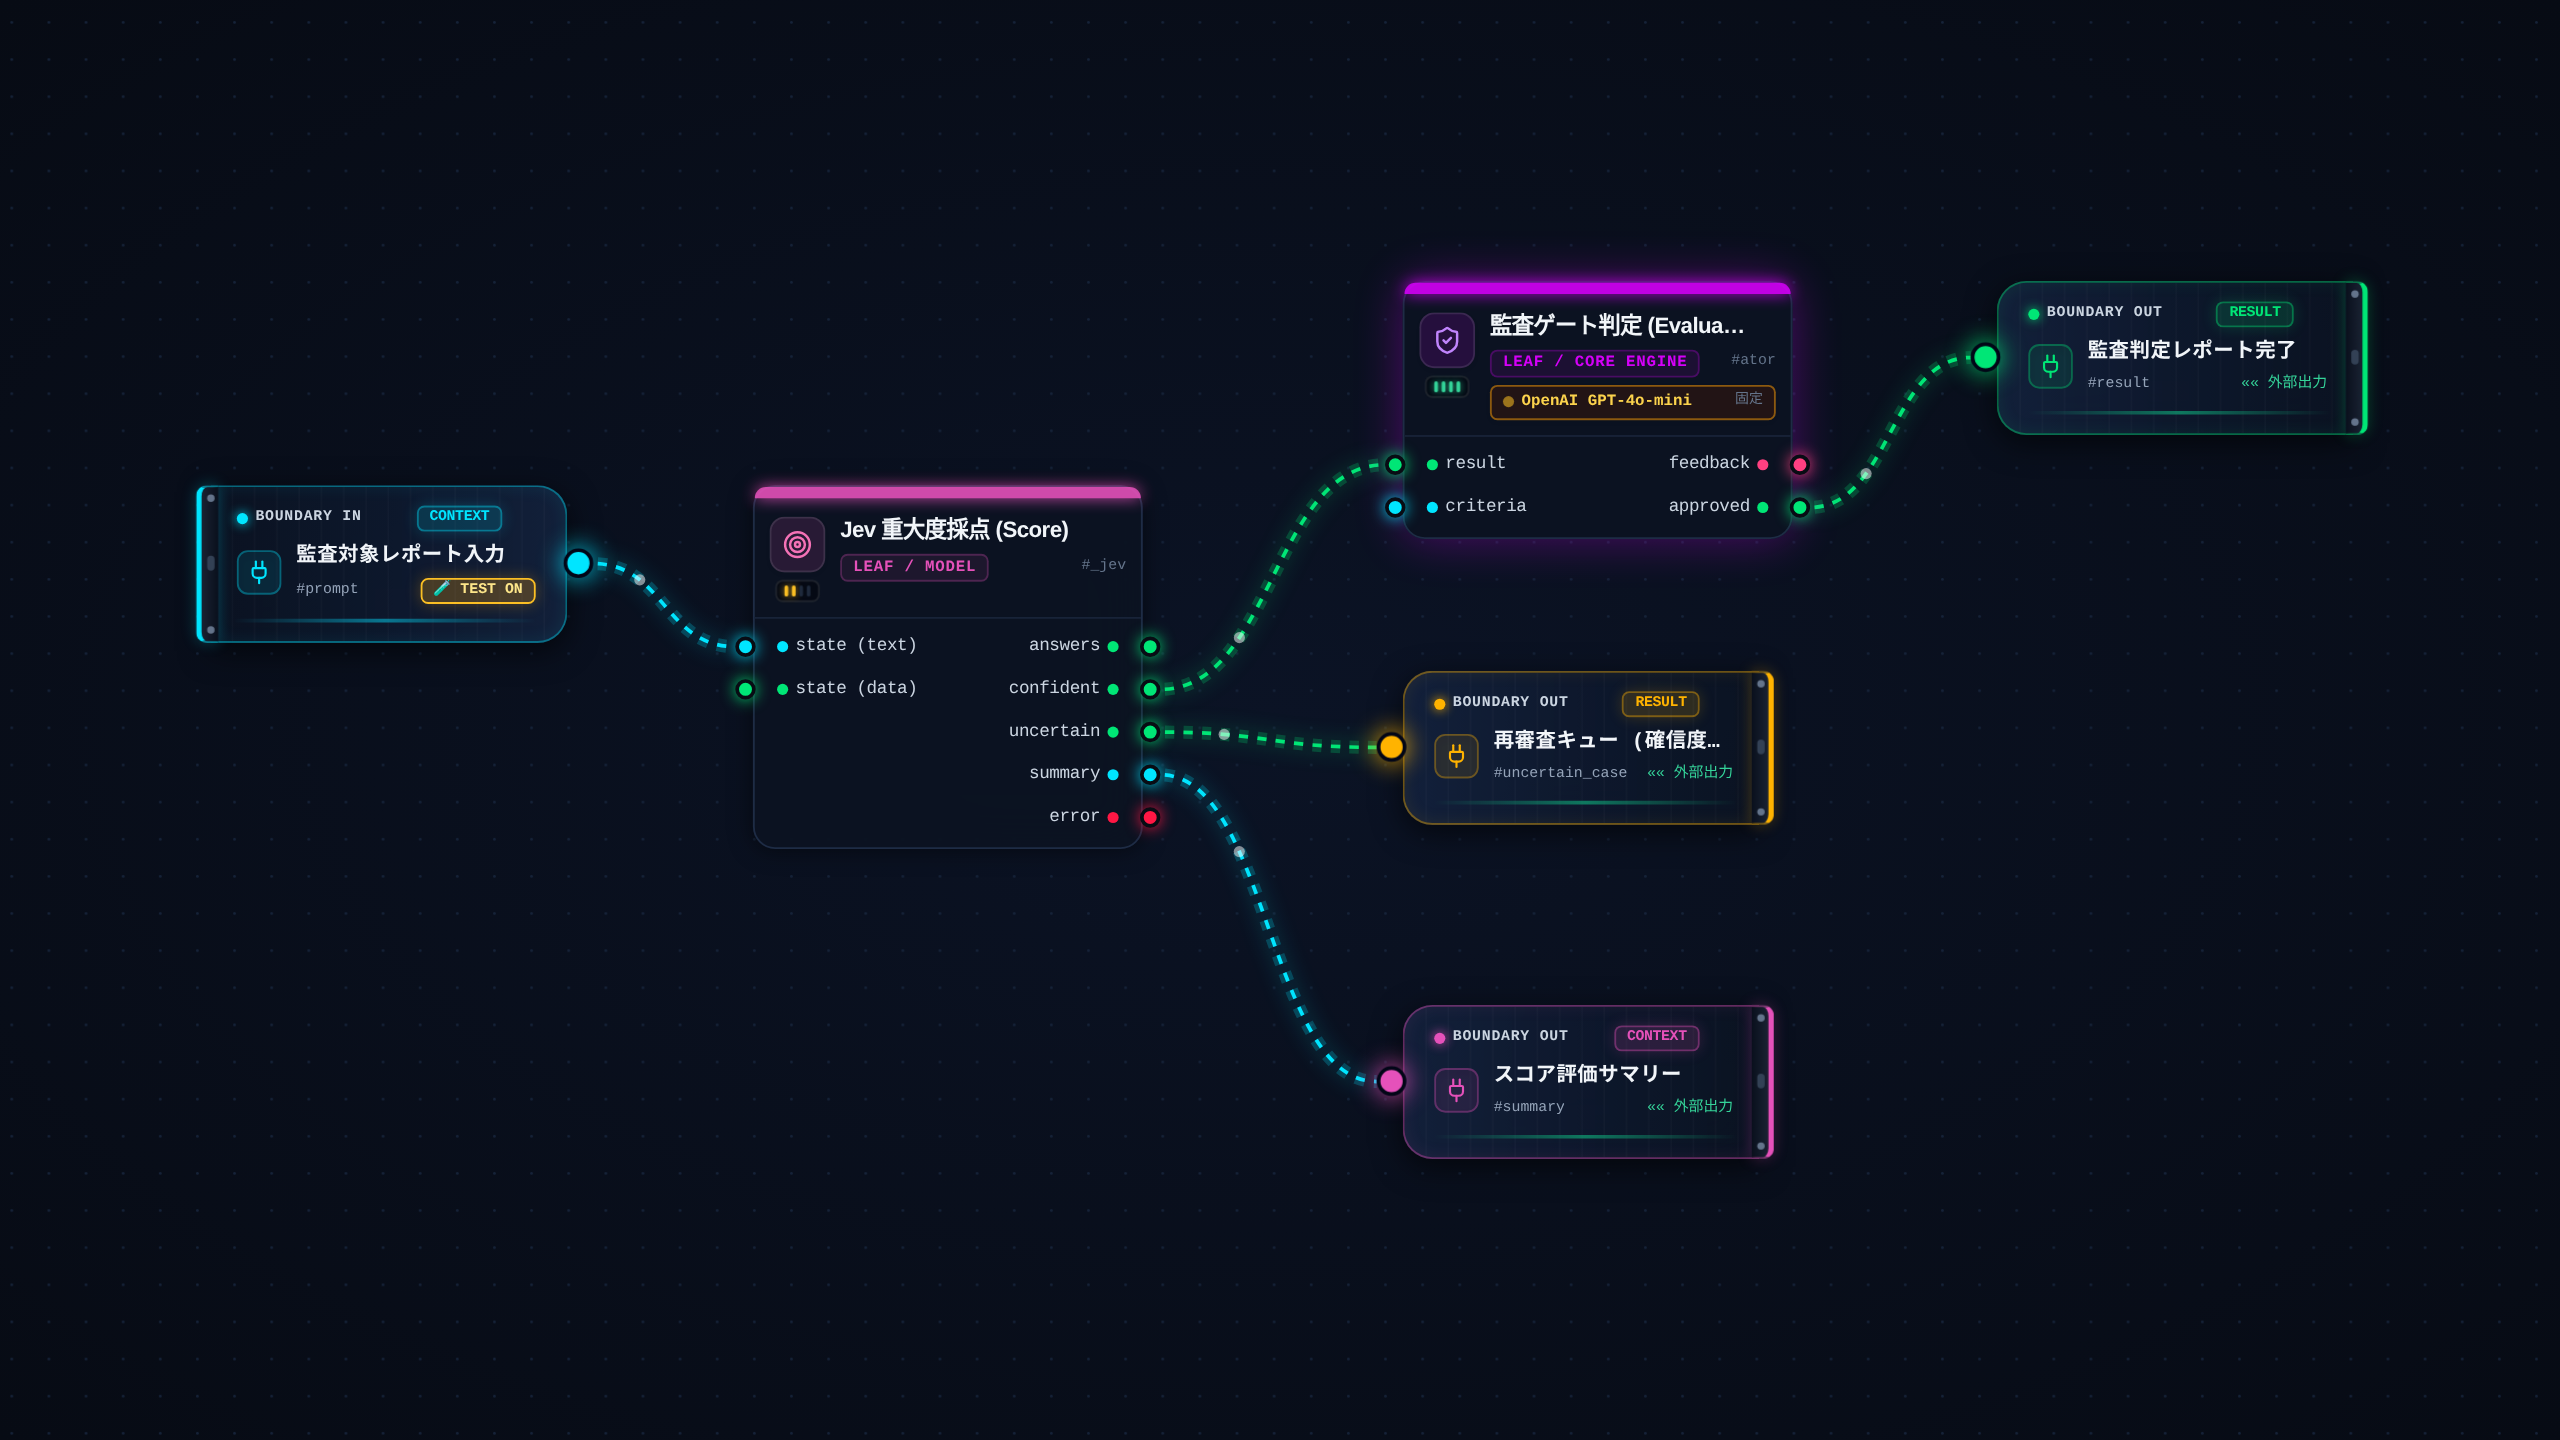 BOUNDARY IN
CONTEXT
監査対象レポート入力
#prompt
TEST ON
Jev 重大度採点 (Score)
LEAF / MODEL
#_jev
state (text)
answers
state (data)
confident
uncertain
summary
error
監査ゲート判定 (Evalua…
LEAF / CORE ENGINE
#ator
OpenAI GPT-4o-mini
固定
result
feedback
criteria
approved
BOUNDARY OUT
RESULT
監査判定レポート完了
#result
«« 外部出力
BOUNDARY OUT
RESULT
再審査キュー (確信度…
#uncertain_case
«« 外部出力
BOUNDARY OUT
CONTEXT
スコア評価サマリー
#summary
«« 外部出力